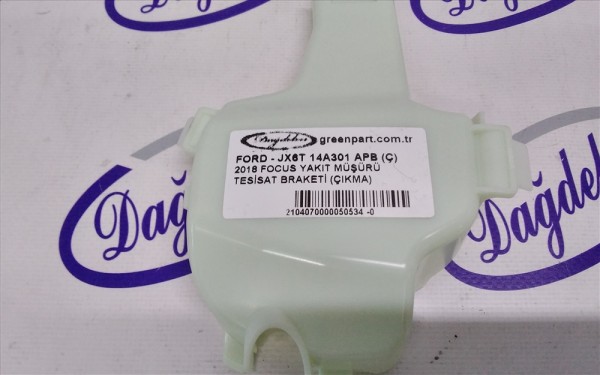 Dağdelen
Dağdelen greenpart.com.tr
FORD - JX6T 14A301 APB (Ç)
2018 FOCUS YAKIT MÜŞÜRÜ
TESİSAT BRAKETİ (ÇIKMA)
2104070000050534 -0
Dağdelen
Dağdel